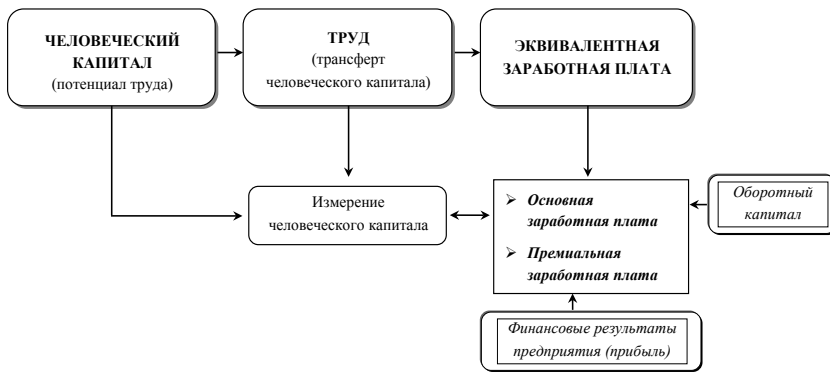 ЧЕЛОВЕЧЕСКИЙ
КАПИТАЛ
(потенциал труда)
ТРУД
(трансферт
человеческого капитала)
ЭКВИВАЛЕНТНАЯ
ЗАРАБОТНАЯ ПЛАТА
Измерение
человеческого капитала
Основная
заработная плата
Премиальная
заработная плата
Оборотный
капитал
Финансовые результаты
предприятия (прибыль)